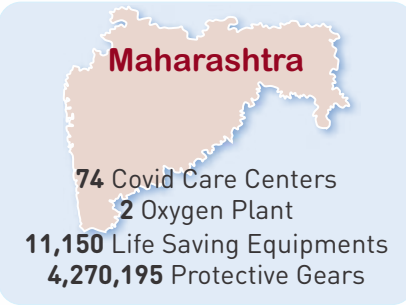 Maharashtra
74 Covid Care Centers
2 Oxygen Plant
11,150 Life Saving Equipments
4,270,195 Protective Gears